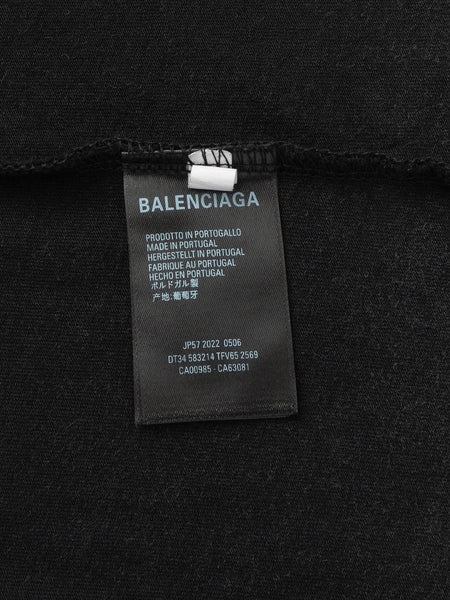 BALENCIAGA
PRODOTTO IN PORTOGALLO
MADE IN PORTUGAL
HERGESTELLT IN PORTUGAL
FABRIQUE AU PORTUGAL
HECHO EN PORTUGAL
ポルドガル製
产地:葡萄牙
JP57 2022 0506
DT34 583214 TFV65 2569
CA00985 - CA63081